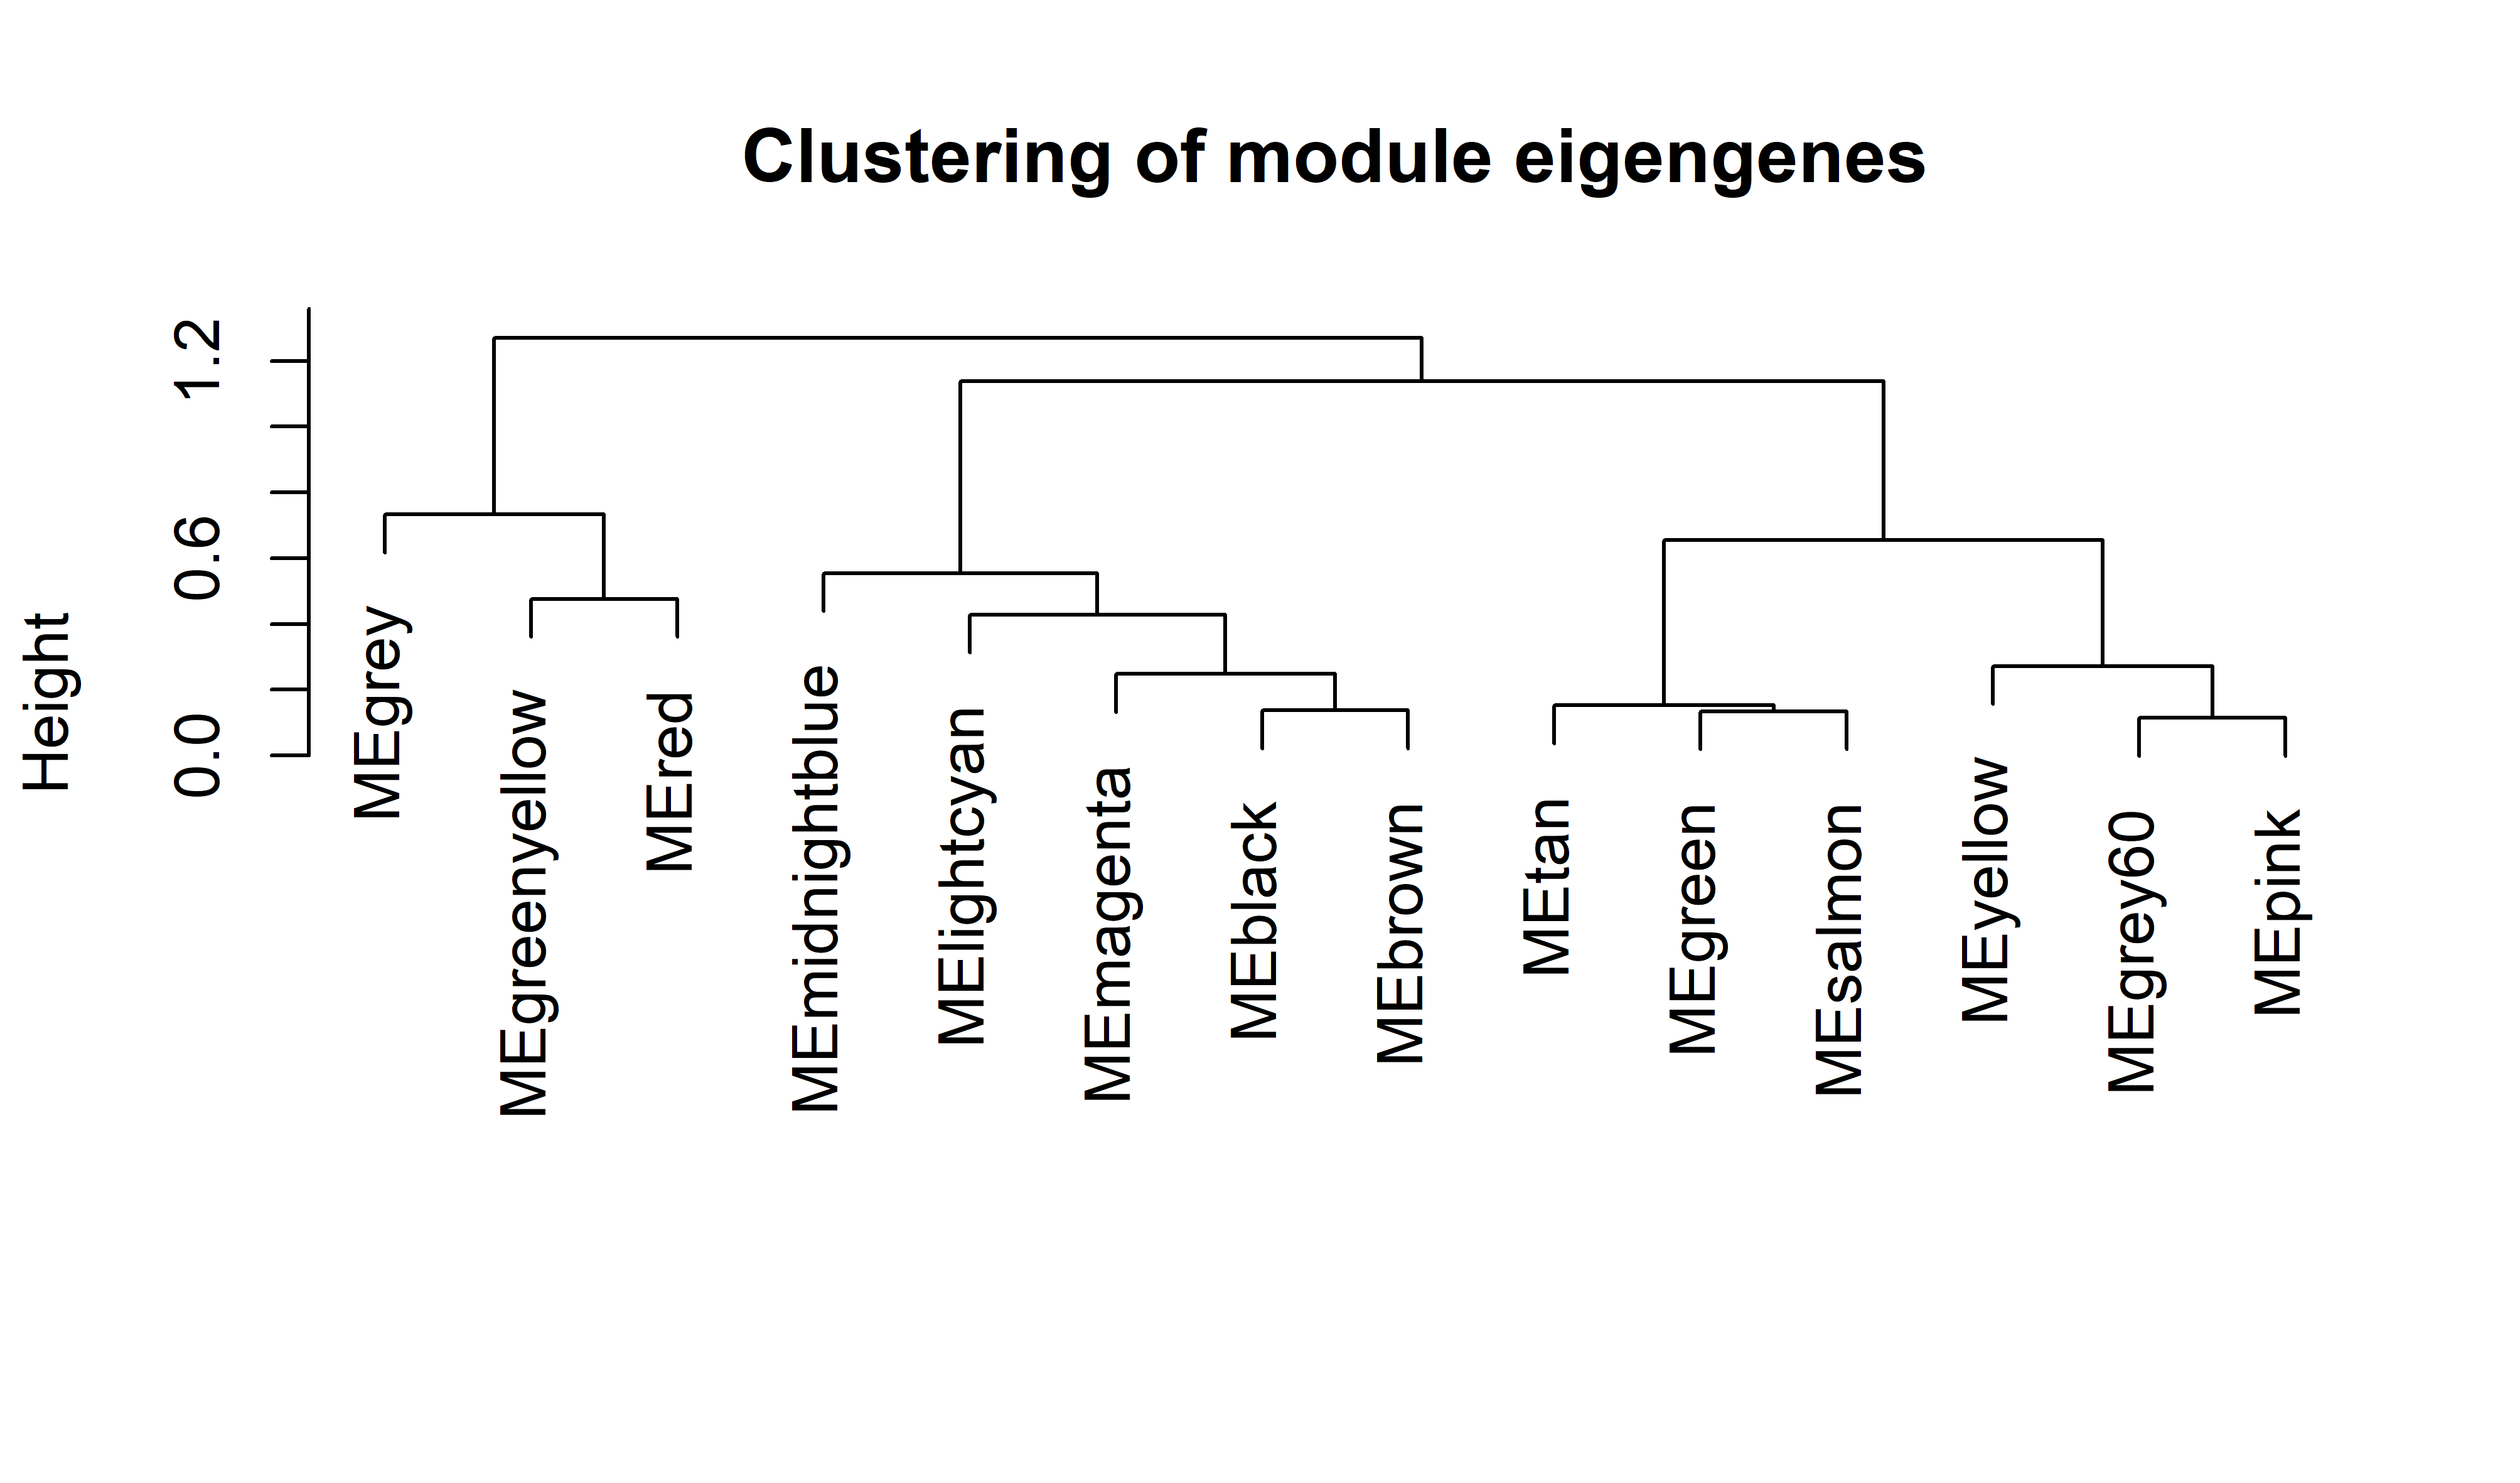 Clustering of module eigengenes
Height
0.0
0.6
1.2
MEgrey
MEgreenyellow
MEred
MEmidnightblue
MElightcyan
MEmagenta
MEblack
MEbrown
MEtan
MEgreen
MEsalmon
MEyellow
MEgrey60
MEpink